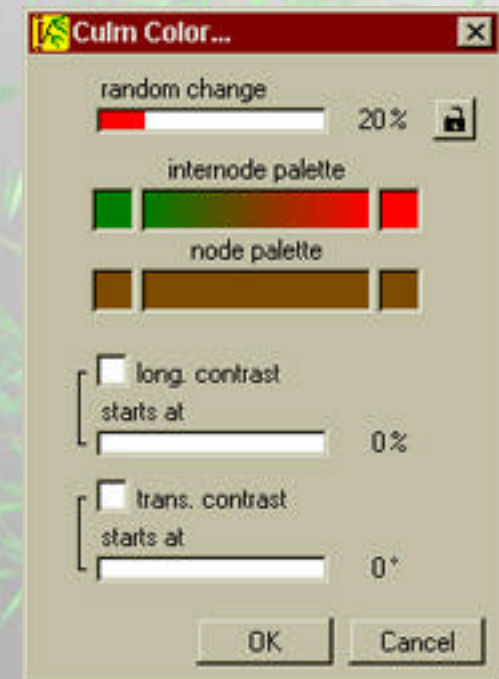 Culm Color...
random change
20%
internode palette
node palette
long. contrast
starts at
0%
trans. contrast
starts at
0°
OK Cancel